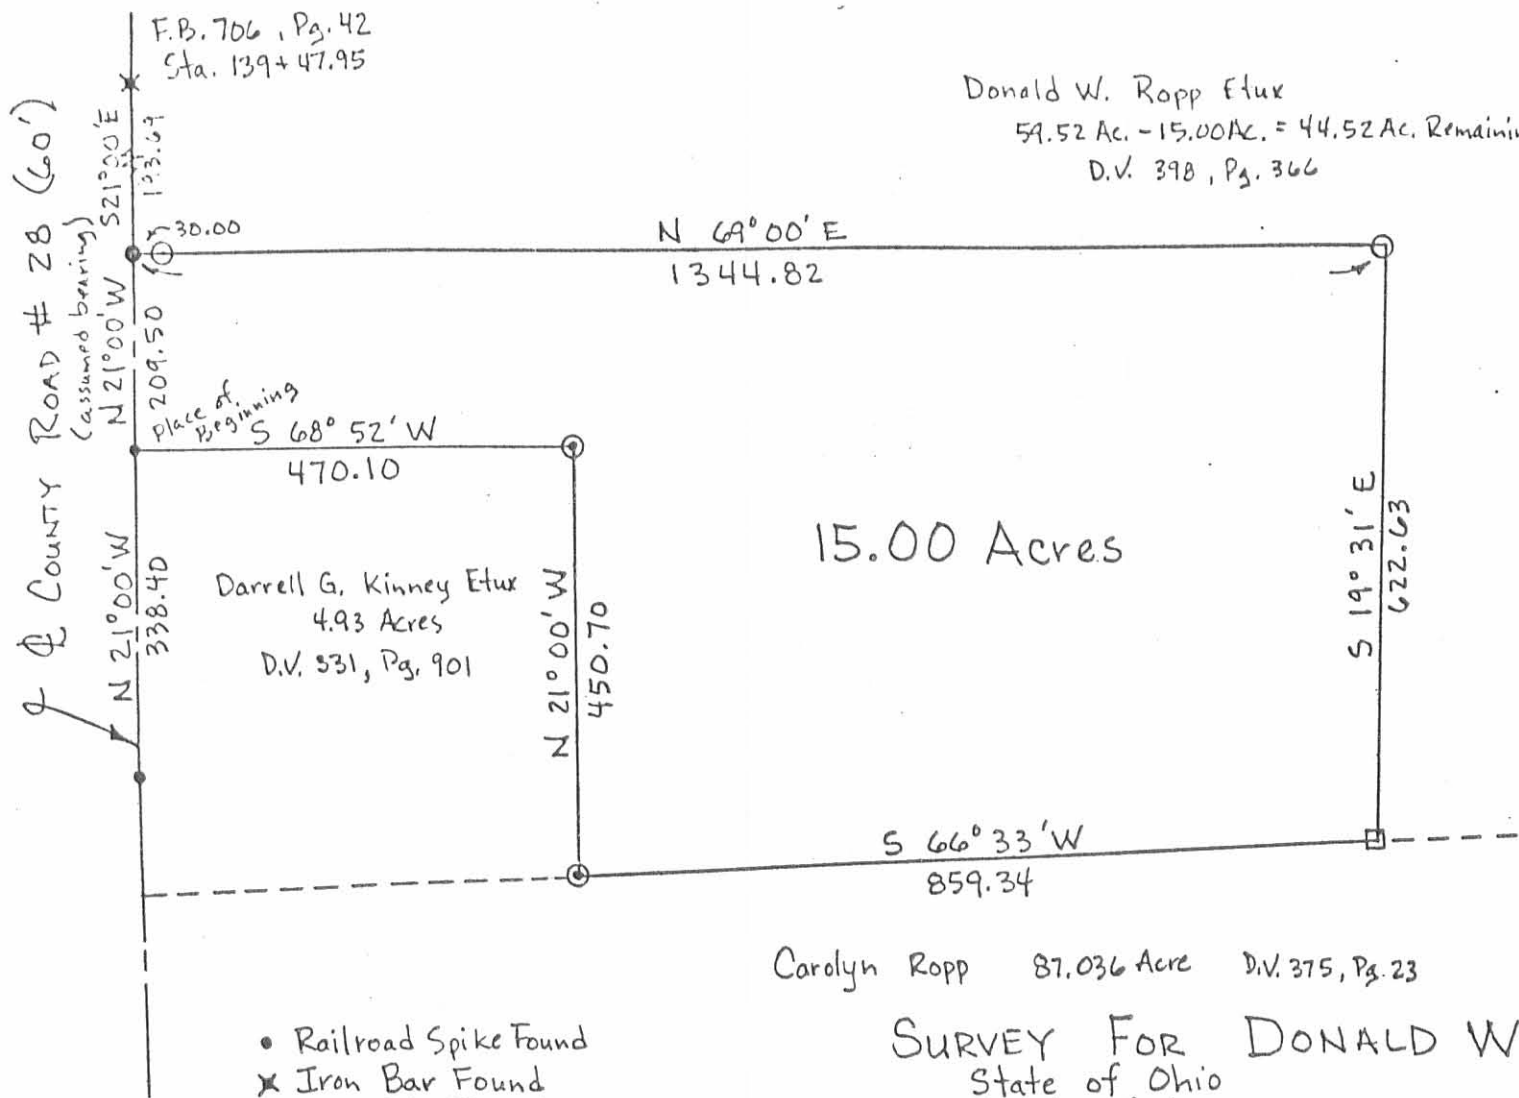 F.B. 706, Pg. 42
Sta. 139+47.95
Donald W. Ropp Etux
59.52 Ac. - 15.00 Ac. = 44.52 Ac. Remainin
D.V. 398, Pg. 366
S 21°00' E
133.69
30.00
N 69°00' E
1344.82
℄ COUNTY ROAD # 28 (60')
(assumed bearing)
N 21°00' W
209.50
Place of
Beginning
S 68° 52' W
470.10
15.00 Acres
S 19° 31' E
622.63
N 21°00' W
338.40
Darrell G. Kinney Etux
4.93 Acres
D.V. 331, Pg. 901
N 21° 00' W
450.70
S 66° 33' W
859.34
Carolyn Ropp 87.036 Acre D.V. 375, Pg. 23
• Railroad Spike Found
× Iron Bar Found
SURVEY FOR DONALD W
State of Ohio